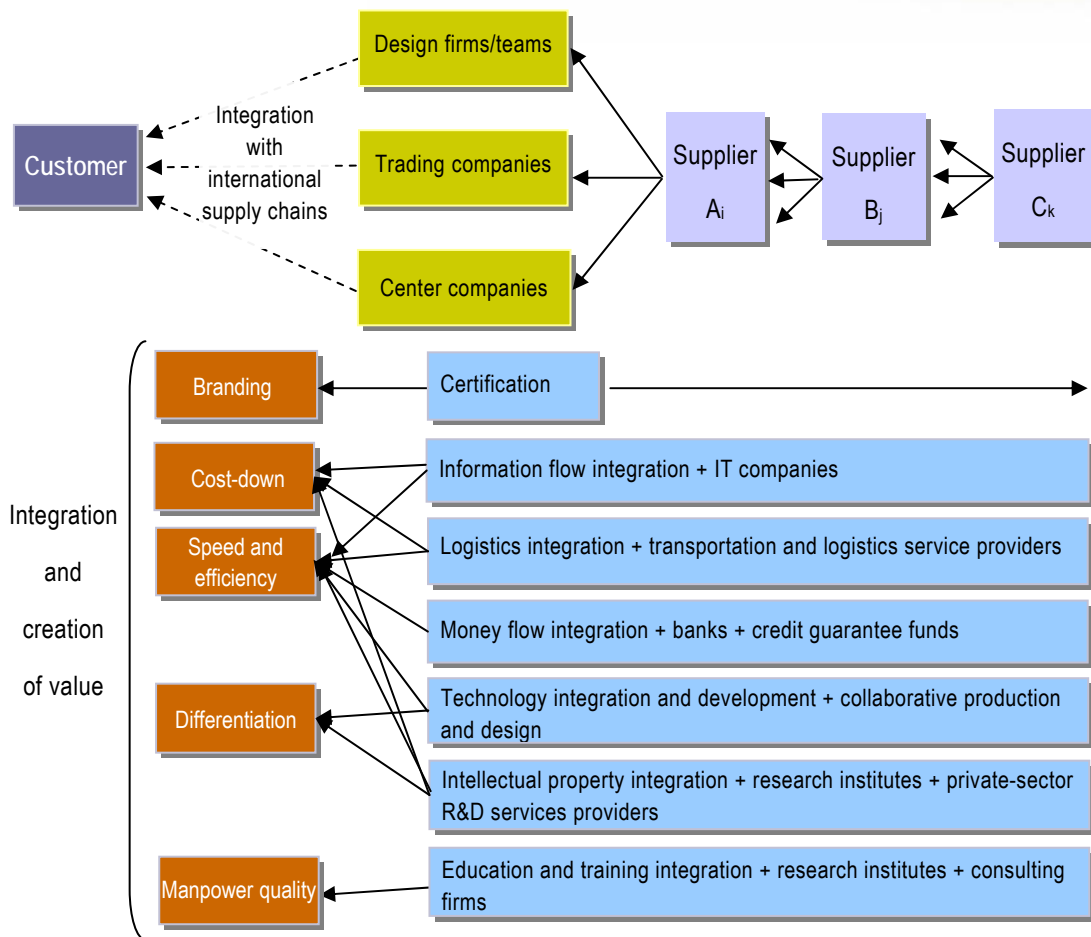 Design firms/teams
Integration
with
international
supply chains
Customer
Trading companies
Center companies
Supplier
Ai
Supplier
Bj
Supplier
Ck
Integration
and
creation
of value
Branding
Certification
Cost-down
Information flow integration + IT companies
Speed and
efficiency
Logistics integration + transportation and logistics service providers
Money flow integration + banks + credit guarantee funds
Differentiation
Technology integration and development + collaborative production
and design
Intellectual property integration + research institutes + private-sector
R&D services providers
Manpower quality
Education and training integration + research institutes + consulting
firms